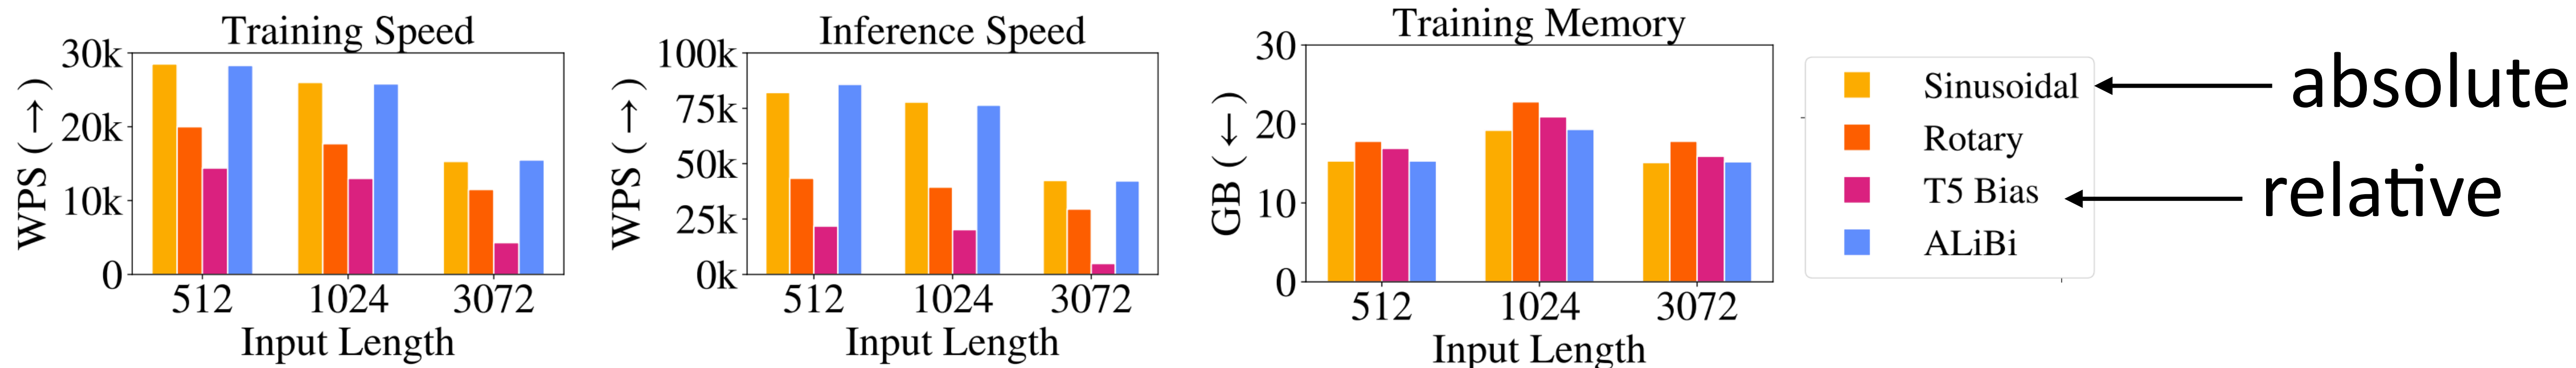 Training Speed
30k
20k
10k
0
WPS (→)
512 1024 3072
Input Length
Inference Speed
100k
75k
50k
25k
0k
WPS (→)
512 1024 3072
Input Length
Training Memory
30
20
10
0
GB (←)
512 1024 3072
Input Length
Sinusoidal
Rotary
T5 Bias
ALiBi
absolute
relative